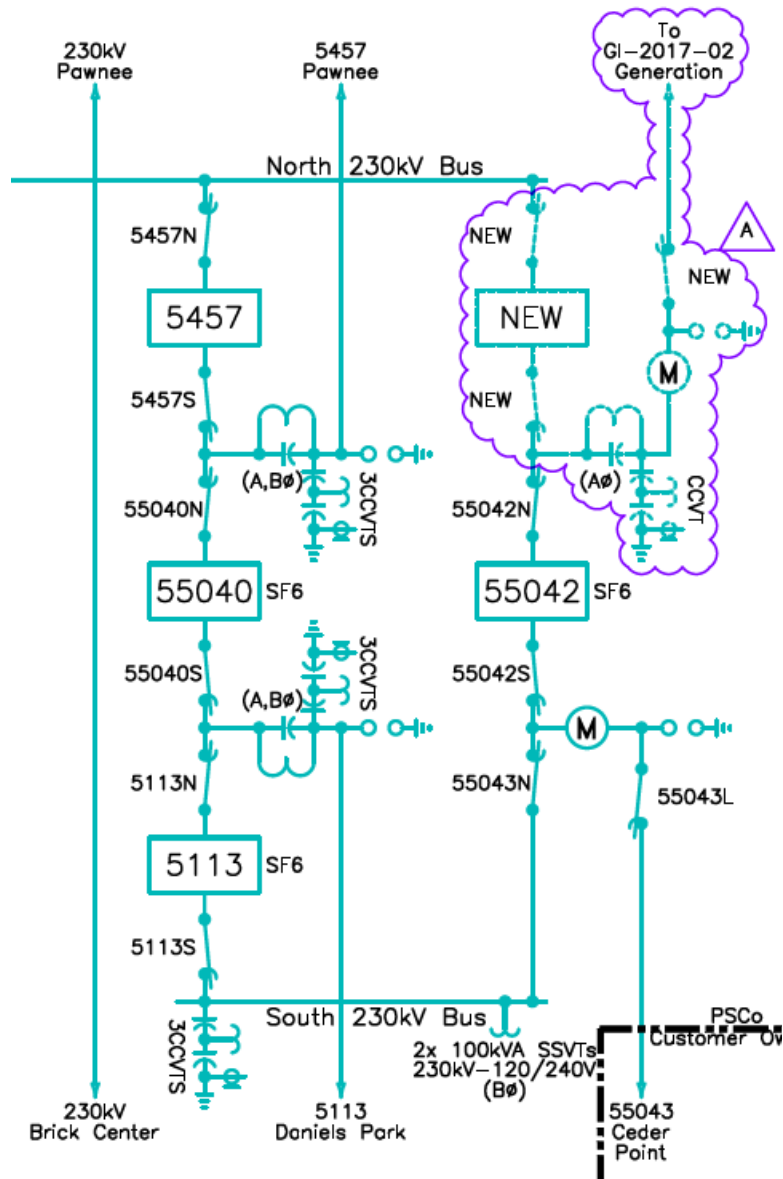 230kV
Pawnee
5457
Pawnee
To
GI-2017-02
Generation
North 230kV Bus
5457N
NEW
A
NEW
5457
NEW
M
5457S
NEW
(A,BØ)
3CCVTS
(AØ)
CCVT
55040N
55042N
55040
SF6
55042
SF6
3CCVTS
55040S
(A,BØ)
55042S
M
5113N
55043N
55043L
5113
SF6
5113S
South 230kV Bus
3CCVTS
2x 100kVA SSVTs
230kV-120/240V
(BØ)
PSCo
Customer Ow
230kV
Brick Center
5113
Daniels Park
55043
Ceder
Point